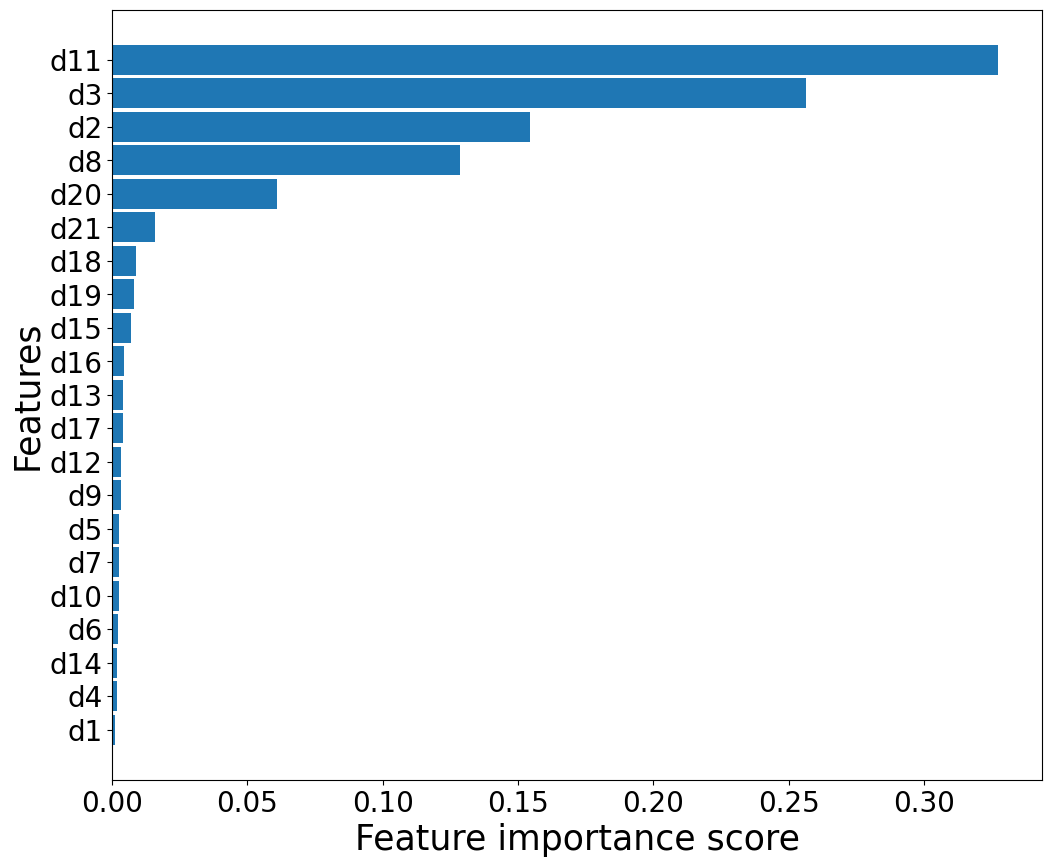 d11
d3
d2
d8
d20
d21
d18
d19
d15
d16
d13
d17
d12
d9
d5
d7
d10
d6
d14
d4
d1
Features
0.00 0.05 0.10 0.15 0.20 0.25 0.30
Feature importance score